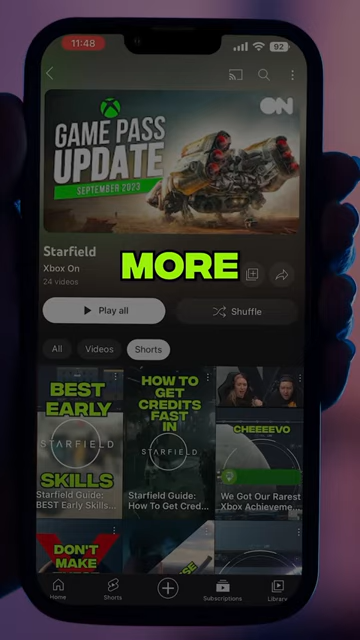 11:48
92
ON
GAME PASS
UPDATE
SEPTEMBER 2023
Starfield
Xbox On
24 videos
MORE
Play all
Shuffle
All
Videos
Shorts
BEST
EARLY
STARFIELD
SKILLS
Starfield Guide:
BEST Early Skills...
HOW TO
GET
CREDITS
FAST
IN
STARFIELD
Starfield Guide:
How To Get Cred...
CHEEEEVO
We Got Our Rarest
Xbox Achieveme...
DON'T
MAKE
Home
Shorts
Subscriptions
Library